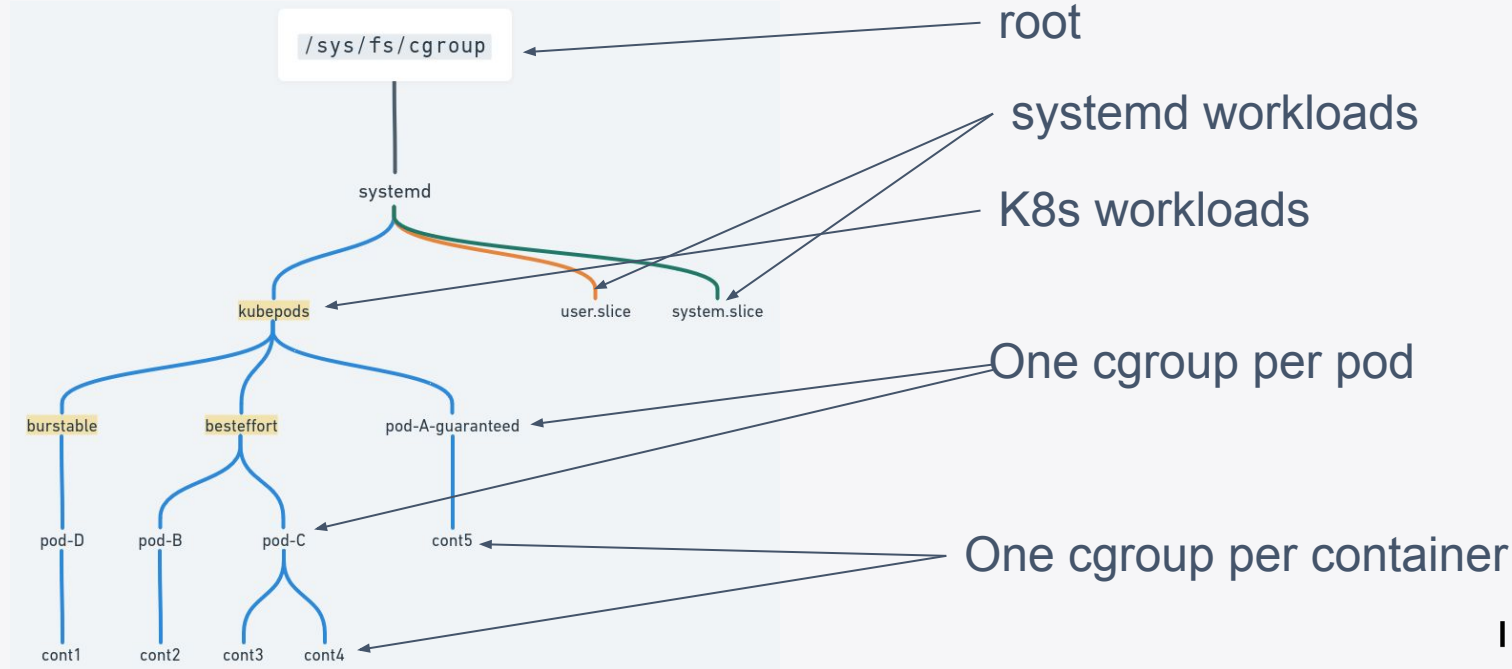 /sys/fs/cgroup
root
systemd workloads
systemd
K8s workloads
kubepods
user.slice
system.slice
One cgroup per pod
burstable
besteffort
pod-A-guaranteed
pod-D
pod-B
pod-C
cont5
One cgroup per container
cont1
cont2
cont3
cont4